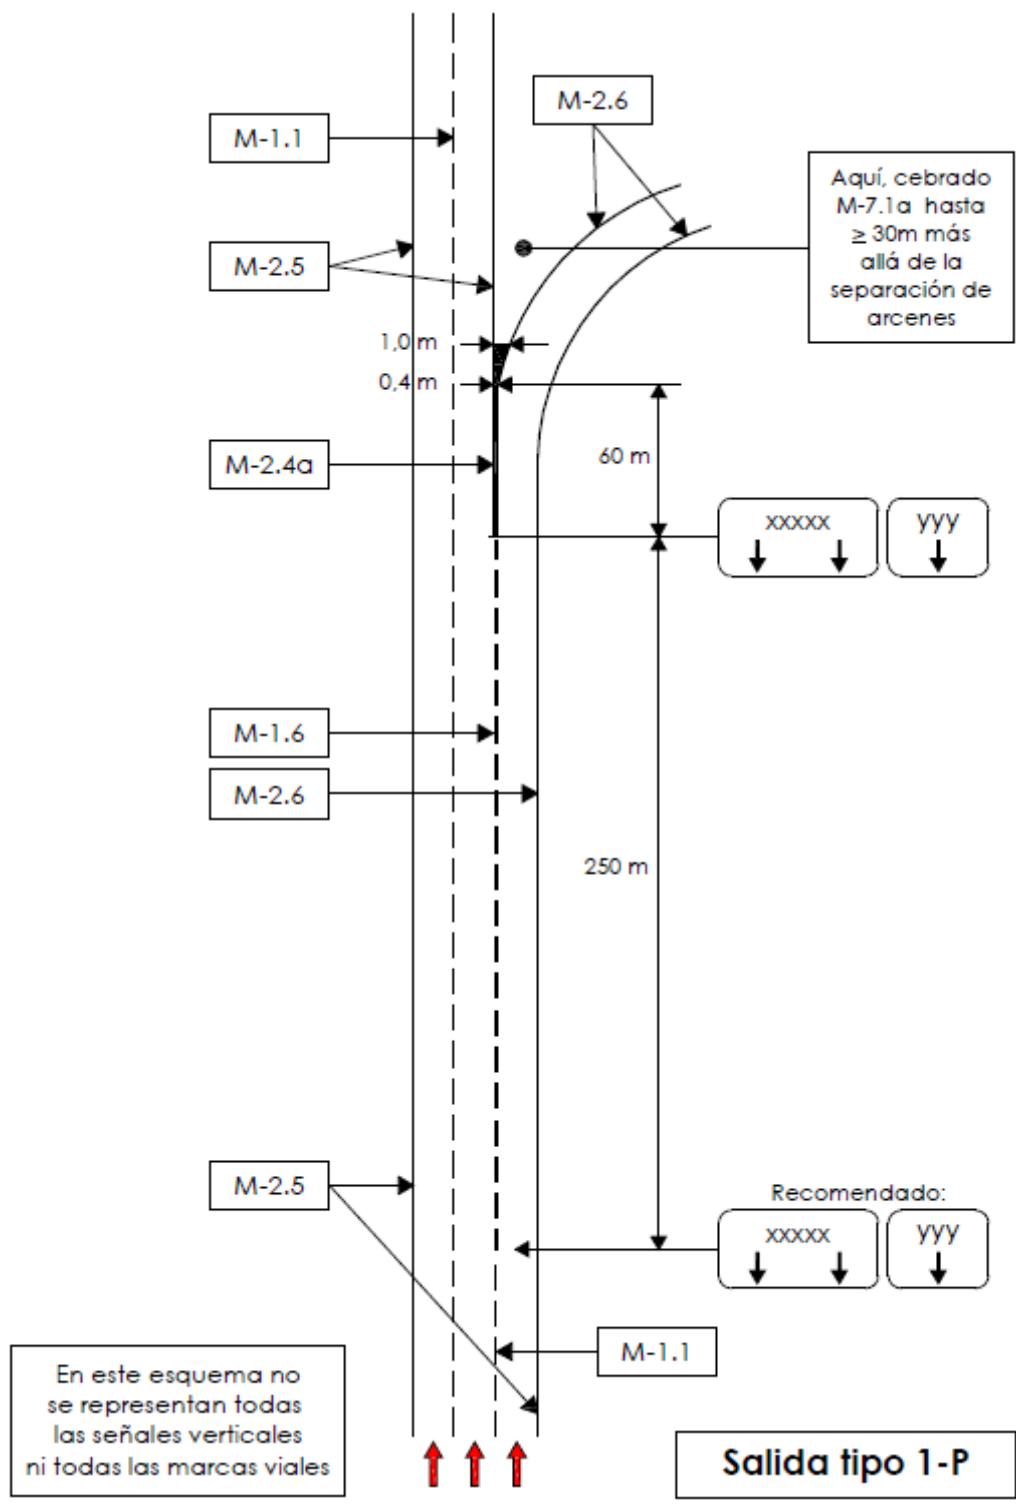 M-2.6
M-1.1
Aquí, cebrado
M-7.1a hasta
≥ 30m más
allá de la
separación de
arcenes
M-2.5
1,0 m
0,4 m
M-2.4a
60 m
xxxxx
yyy
M-1.6
M-2.6
250 m
M-2.5
Recomendado:
xxxxx
yyy
M-1.1
En este esquema no
se representan todas
las señales verticales
ni todas las marcas viales
Salida tipo 1-P